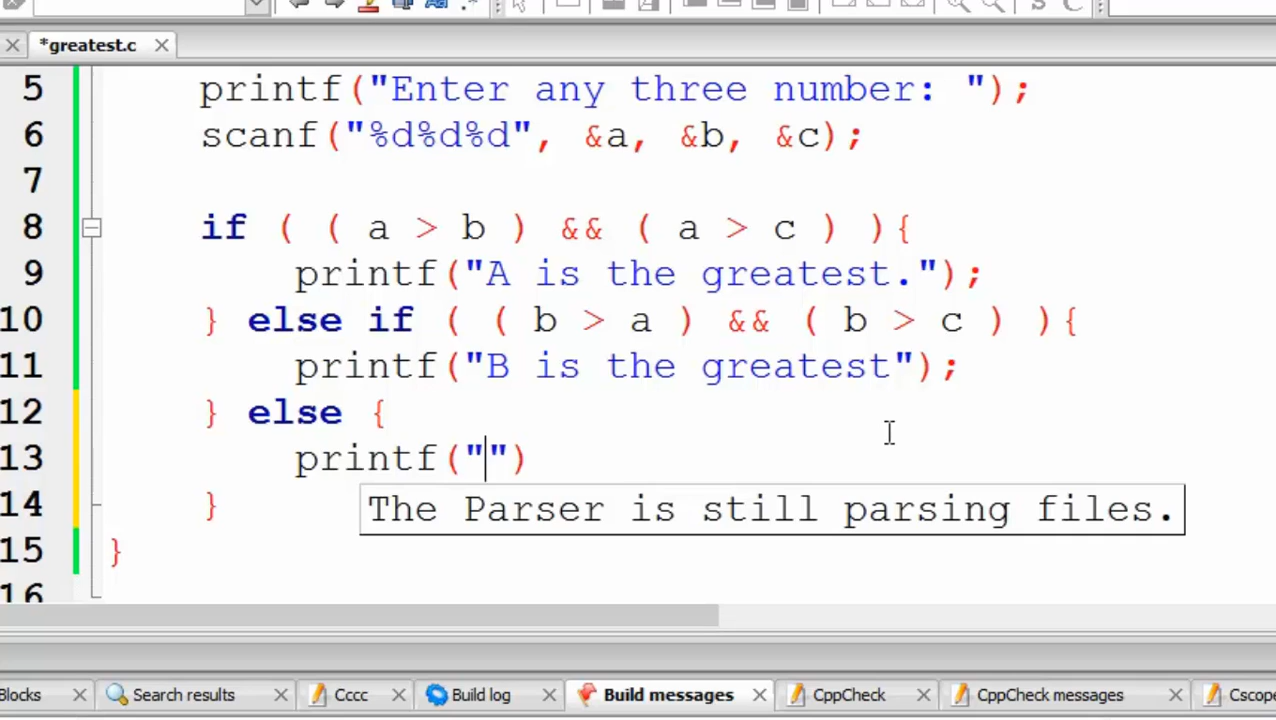 *greatest.c
5 printf("Enter any three number: ");
6 scanf("%d%d%d", &a, &b, &c);
7
8 if ( ( a > b ) && ( a > c ) ){
9 printf("A is the greatest.");
10 } else if ( ( b > a ) && ( b > c ) ){
11 printf("B is the greatest");
12 } else {
13 printf("")
The Parser is still parsing files.
14 }
15 }
16
Blocks Search results Cccc Build log Build messages CppCheck CppCheck messages Cscope